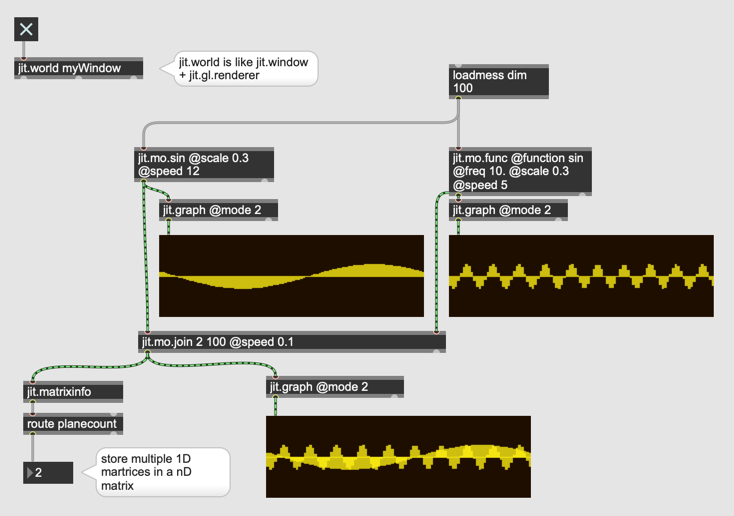 jit.world myWindow
jit.world is like jit.window
+ jit.gl.renderer
loadmess dim
100
jit.mo.sin @scale 0.3
@speed 12
jit.mo.func @function sin
@freq 10. @scale 0.3
@speed 5
jit.graph @mode 2
jit.graph @mode 2
jit.mo.join 2 100 @speed 0.1
jit.matrixinfo
jit.graph @mode 2
route planecount
2
store multiple 1D
martrices in a nD
matrix